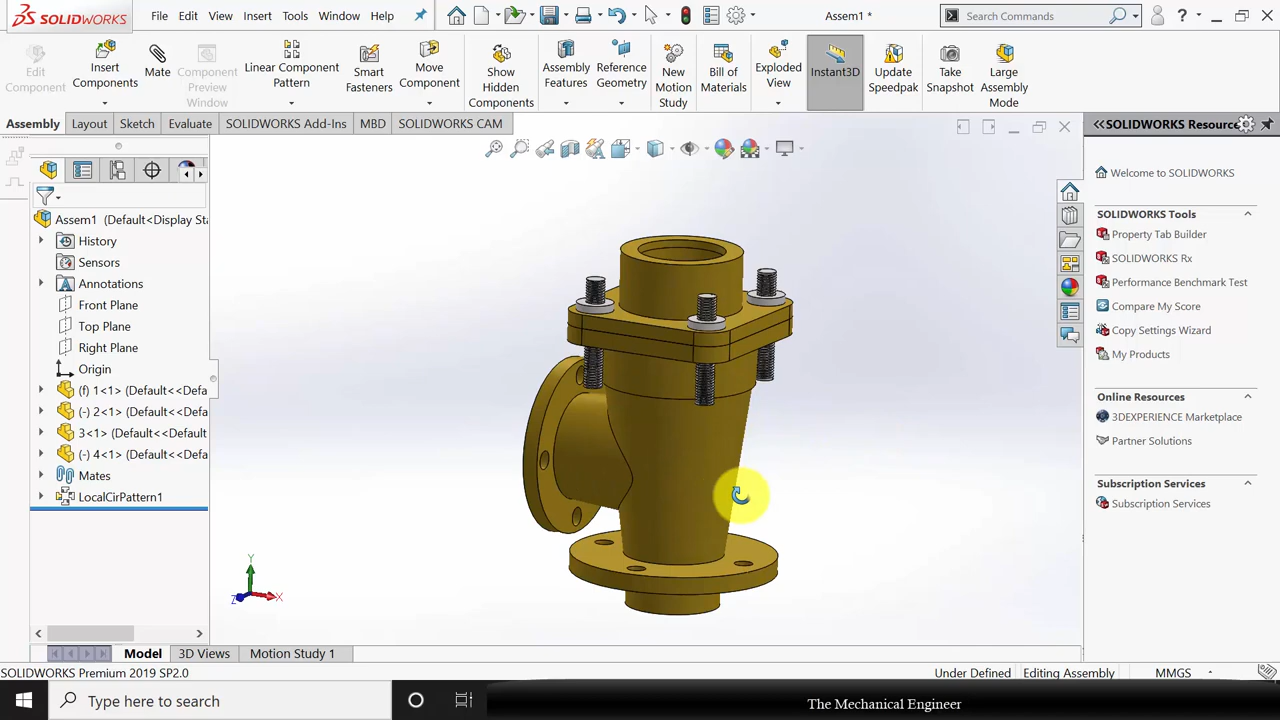 SOLIDWORKS File Edit View Insert Tools Window Help Assem1 * Search Commands ?
Edit Component
Insert Components
Mate
Component Preview Window
Linear Component Pattern
Smart Fasteners
Move Component
Show Hidden Components
Assembly Features
Reference Geometry
New Motion Study
Bill of Materials
Exploded View
Instant3D
Update Speedpak
Take Snapshot
Large Assembly Mode
Assembly Layout Sketch Evaluate SOLIDWORKS Add-Ins MBD SOLIDWORKS CAM
Assem1 (Default<Display Sta
History
Sensors
Annotations
Front Plane
Top Plane
Right Plane
Origin
(f) 1<1> (Default<<Defa
(-) 2<1> (Default<<Defa
3<1> (Default<<Default
(-) 4<1> (Default<<Defa
Mates
LocalCirPattern1
Y
Z X
<<SOLIDWORKS Resource
Welcome to SOLIDWORKS
SOLIDWORKS Tools
Property Tab Builder
SOLIDWORKS Rx
Performance Benchmark Test
Compare My Score
Copy Settings Wizard
My Products
Online Resources
3DEXPERIENCE Marketplace
Partner Solutions
Subscription Services
Subscription Services
Model 3D Views Motion Study 1
SOLIDWORKS Premium 2019 SP2.0 Under Defined Editing Assembly MMGS
Type here to search
The Mechanical Engineer